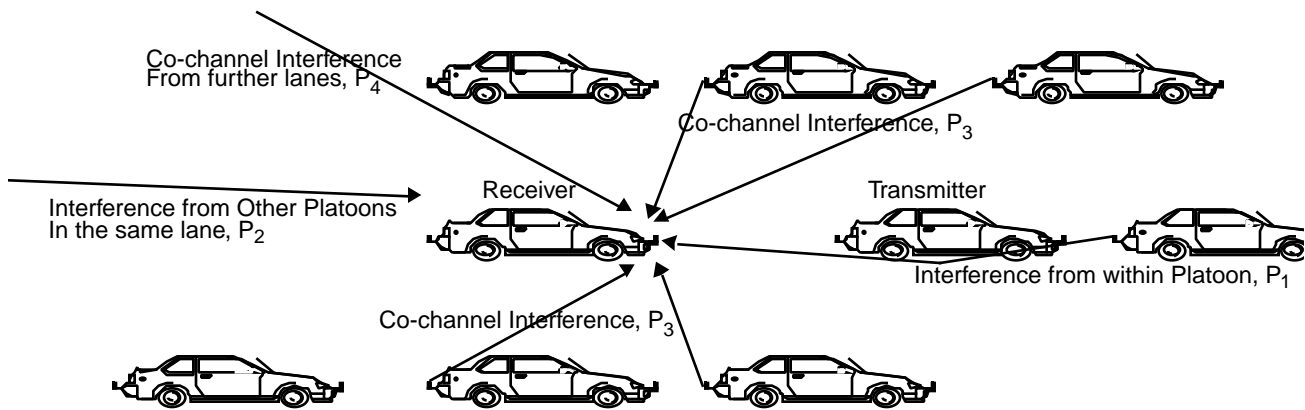 Co-channel Interference
From further lanes, P4
Co-channel Interference, P3
Receiver
Transmitter
Interference from Other Platoons
In the same lane, P2
Interference from within Platoon, P1
Co-channel Interference, P3